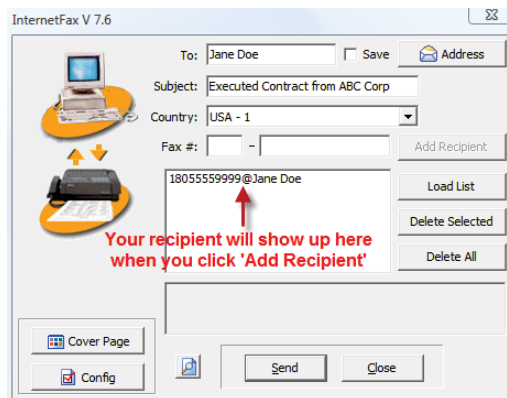 InternetFax V 7.6
To: Jane Doe Save Address
Subject: Executed Contract from ABC Corp
Country: USA - 1
Fax #: - Add Recipient
18055559999@Jane Doe
Load List
Your recipient will show up here
when you click 'Add Recipient'
Delete Selected
Delete All
Cover Page
Config
Send Close